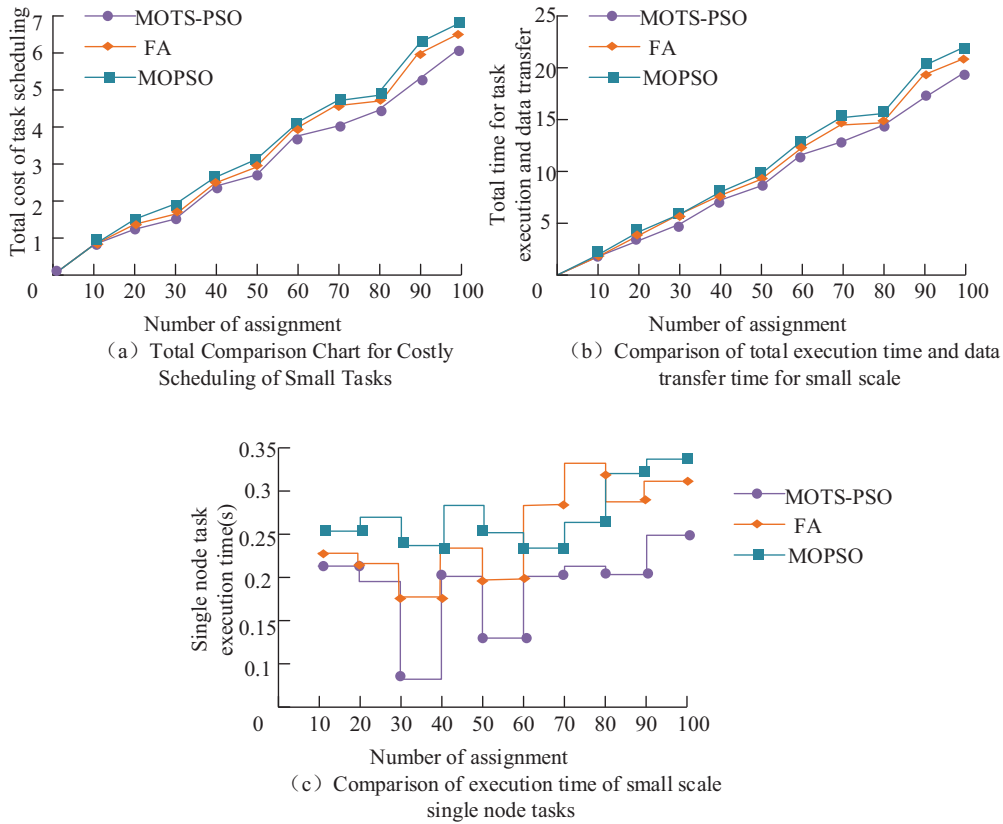 Total cost of task scheduling
7
6
5
4
3
2
1
0
10 20 30 40 50 60 70 80 90 100
MOTS-PSO
FA
MOPSO
Number of assignment
（a）Total Comparison Chart for Costly
Scheduling of Small Tasks
Total time for task
execution and data transfer
25
20
15
10
5
0
10 20 30 40 50 60 70 80 90 100
MOTS-PSO
FA
MOPSO
Number of assignment
（b）Comparison of total execution time and data
transfer time for small scale
Single node task
execution time(s)
0.35
0.3
0.25
0.2
0.15
0.1
0
10 20 30 40 50 60 70 80 90 100
MOTS-PSO
FA
MOPSO
Number of assignment
（c）Comparison of execution time of small scale
single node tasks